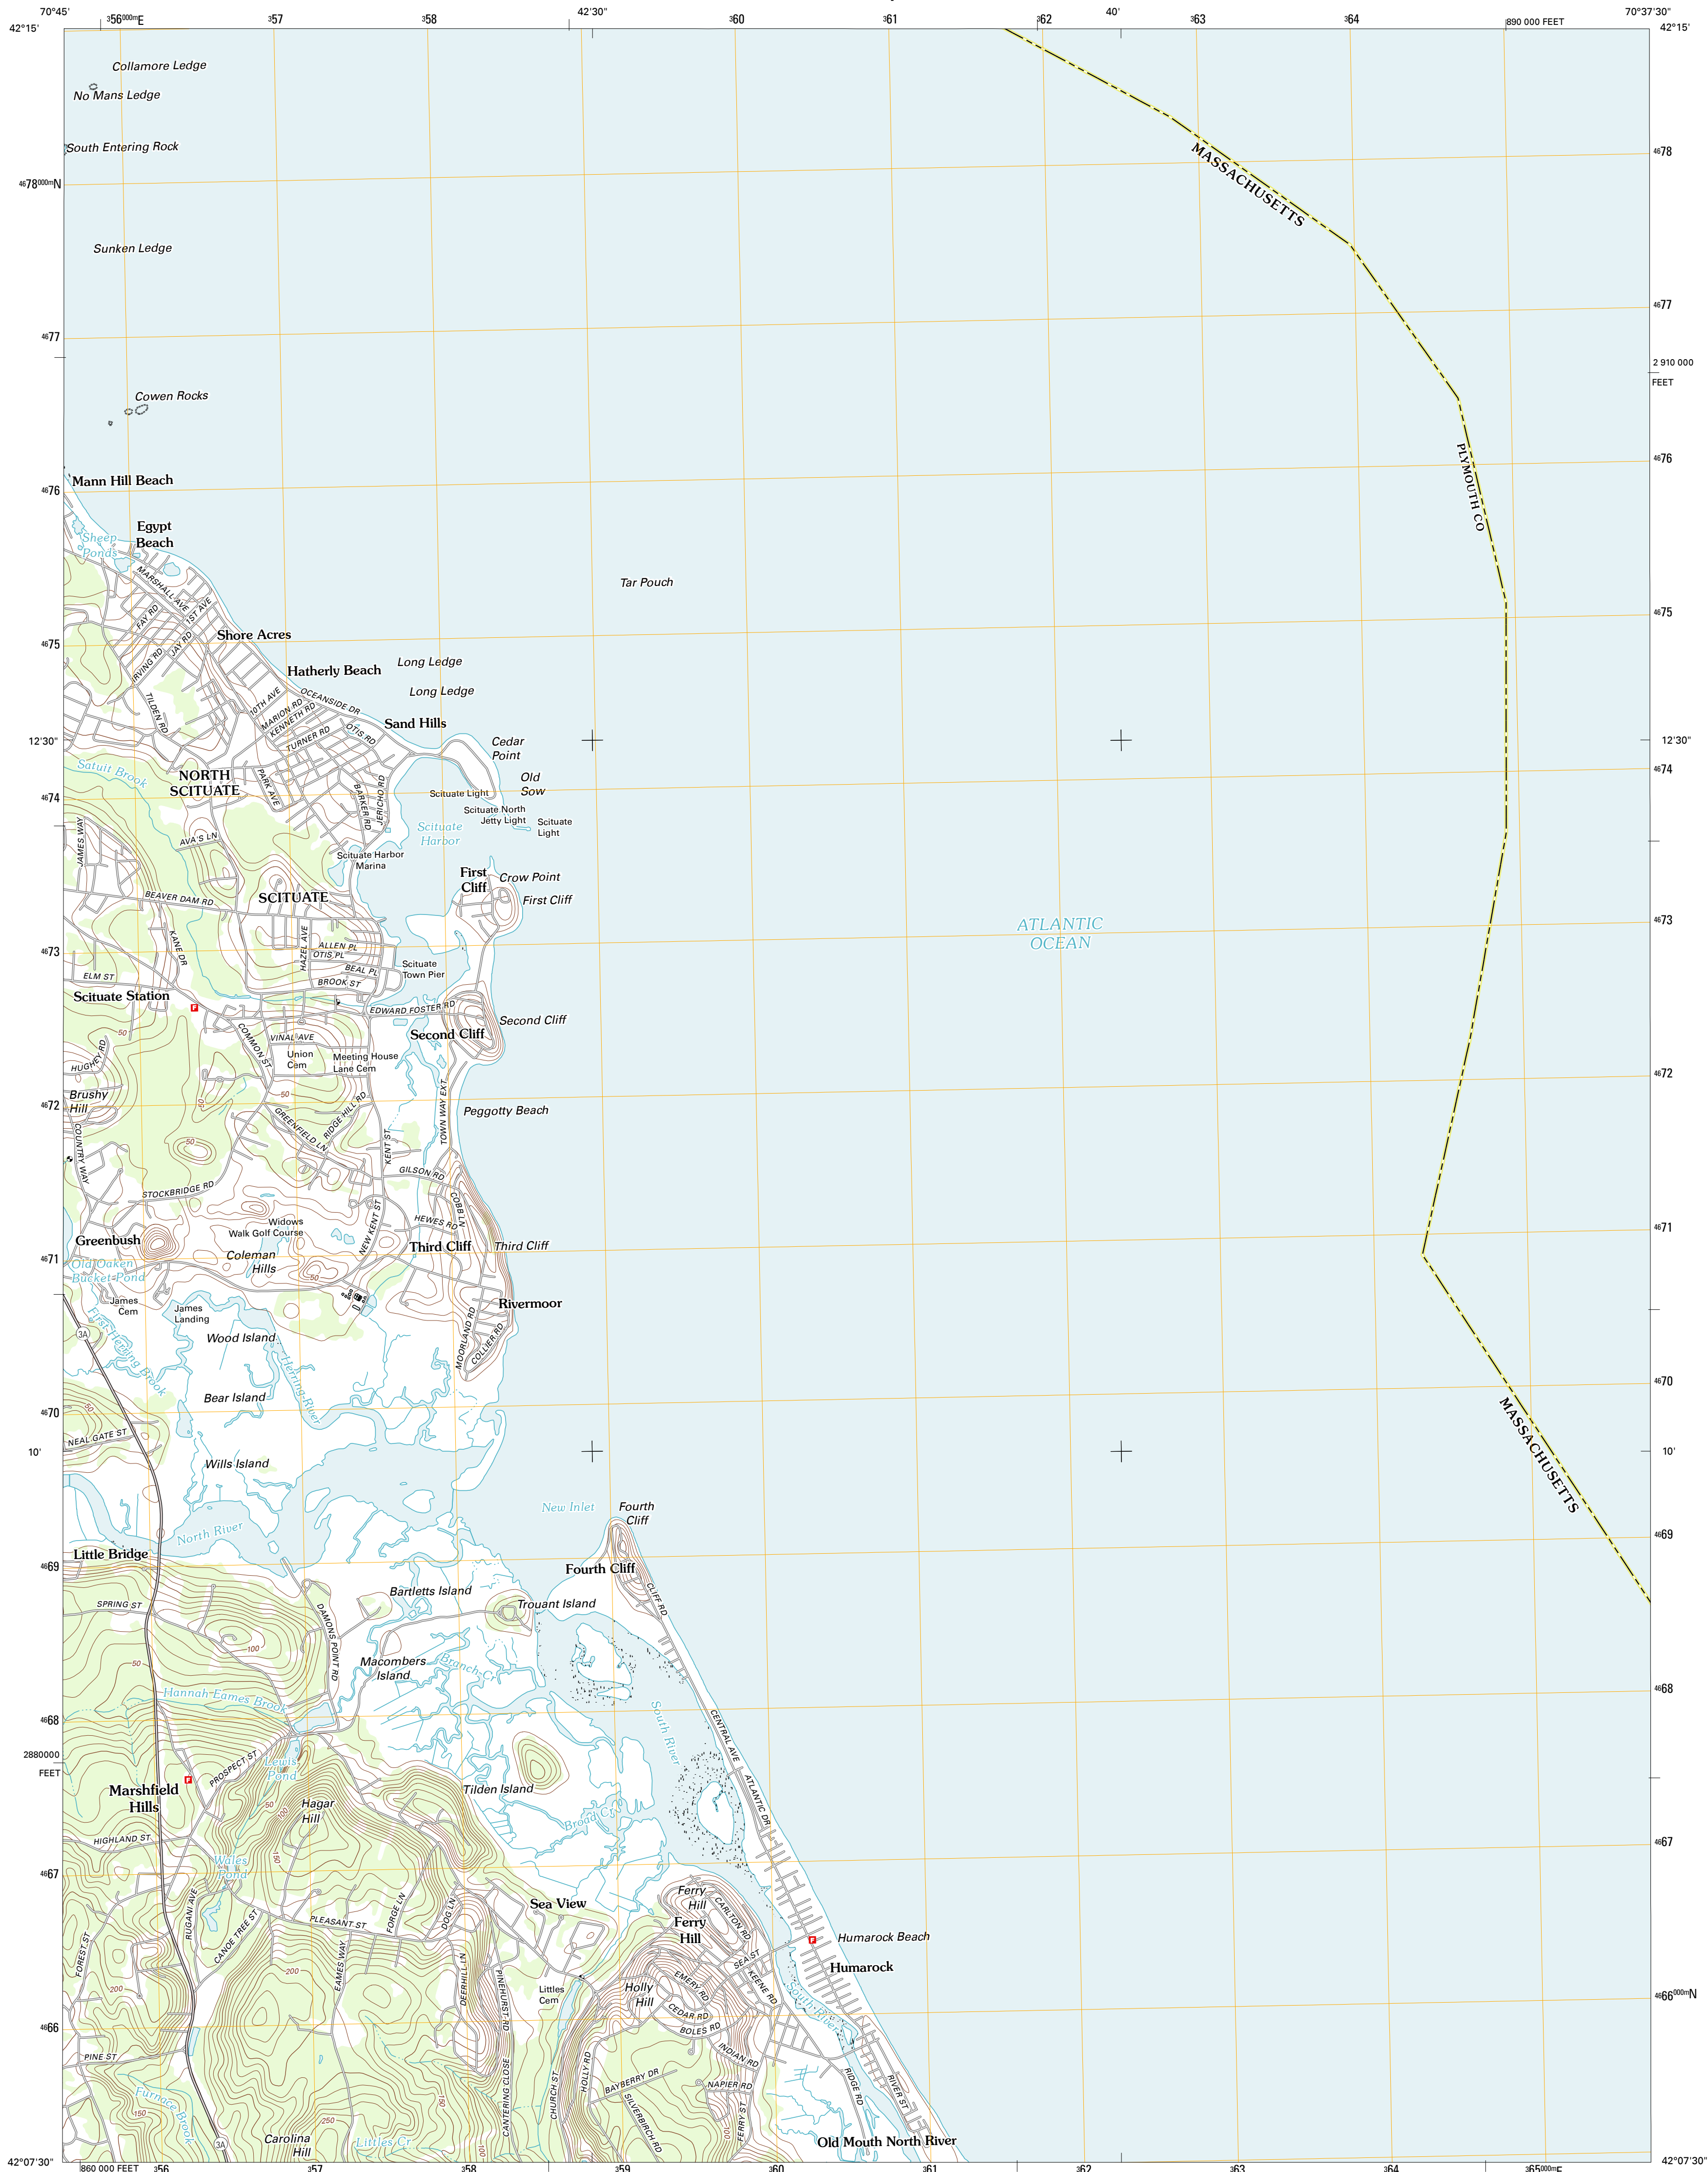 70°45'
³56⁰⁰⁰ᵐE
³57
³58
42'30"
³60
³61
³62
40'
³63
³64
890 000 FEET
70°37'30"
42°15'
42°15'
Collamore Ledge
No Mans Ledge
South Entering Rock
⁴⁶78⁰⁰⁰ᵐN
⁴⁶78
MASSACHUSETTS
Sunken Ledge
⁴⁶77
⁴⁶77
2 910 000
FEET
Cowen Rocks
Mann Hill Beach
⁴⁶76
⁴⁶76
PLYMOUTH CO
Egypt
Beach
Sheep
Ponds
MARSHALL AVE
FAY RD
1ST AVE
JAY RD
IRVING RD
Tar Pouch
Shore Acres
⁴⁶75
⁴⁶75
Hatherly Beach
Long Ledge
Long Ledge
TILDEN RD
10TH AVE
MARION RD
KENNETH RD
OCEANSIDE DR
TURNER RD
OTIS RD
Sand Hills
Cedar
Point
12'30"
12'30"
Satuit Brook
NORTH
SCITUATE
PARK AVE
BARKER RD
JERICHO RD
Old
Sow
Scituate Light
Scituate North
Jetty Light
Scituate
Light
⁴⁶74
⁴⁶74
Scituate
Harbor
JAMES WAY
AVA'S LN
Scituate Harbor
Marina
First
Cliff
Crow Point
First Cliff
BEAVER DAM RD
SCITUATE
ATLANTIC
OCEAN
KANE DR
HAZEL AVE
ALLEN PL
OTIS PL
BEAL PL
BROOK ST
Scituate
Town Pier
⁴⁶73
⁴⁶73
ELM ST
Scituate Station
F
EDWARD FOSTER RD
Second Cliff
Second Cliff
50
COMMON ST
VINAL AVE
Union
Cem
Meeting House
Lane Cem
HUGHEY RD
Brushy
Hill
50
50
⁴⁶72
⁴⁶72
TOWN WAY EXT
Peggotty Beach
GREENFIELD LN
RIDGE HILL RD
KENT ST
COUNTRY WAY
50
GILSON RD
STOCKBRIDGE RD
COBB LN
HEWES RD
NEW KENT ST
Widows
Walk Golf Course
Greenbush
Coleman
Hills
50
Third Cliff
Third Cliff
⁴⁶71
⁴⁶71
Old Oaken
Bucket Pond
James
Cem
James
Landing
Rivermoor
MOORLAND RD
COLLIER RD
3A
First Herring Brook
Wood Island
Herring River
Bear Island
⁴⁶70
⁴⁶70
50
NEAL GATE ST
10'
10'
MASSACHUSETTS
Wills Island
New Inlet
Fourth
Cliff
North River
Little Bridge
⁴⁶69
⁴⁶69
Fourth Cliff
CLIFF RD
Bartletts Island
Trouant Island
SPRING ST
DAMONS POINT RD
100
50
Macombers
Island
Branch Cr
Hannah Eames Brook
South River
⁴⁶68
⁴⁶68
CENTRAL AVE
2880000
FEET
PROSPECT ST
Lewis
Pond
F
Marshfield
Hills
Tilden Island
ATLANTIC DR
Hagar
Hill
50
100
150
Broad Cr
HIGHLAND ST
Wales
Pond
⁴⁶67
⁴⁶67
Ferry
Hill
CARLTON RD
Sea View
Ferry
Hill
RUGANI AVE
CANOE TREE ST
PLEASANT ST
FORGE LN
DOG LN
FOREST ST
EAMES WAY
DEERHILL LN
PINEHURST RD
SEA ST
F
Humarock Beach
Humarock
200
200
Littles
Cem
Holly
Hill
EMERY RD
KEENE RD
CEDAR RD
BOLES RD
South River
⁴⁶66⁰⁰⁰ᵐN
⁴⁶66
PINE ST
INDIAN RD
HOLLY RD
BAYBERRY DR
NAPIER RD
RIDGE RD
RIVER ST
Furnace Brook
150
150
CANTERING CLOSE
CHURCH ST
SILVERBIRCH RD
FERRY ST
250
100
100
3A
Carolina
Hill
Littles Cr
Old Mouth North River
42°07'30"
860 000 FEET
³56
³57
³58
³59
³60
³61
³62
³63
³64
³65⁰⁰⁰ᵐE
42°07'30"